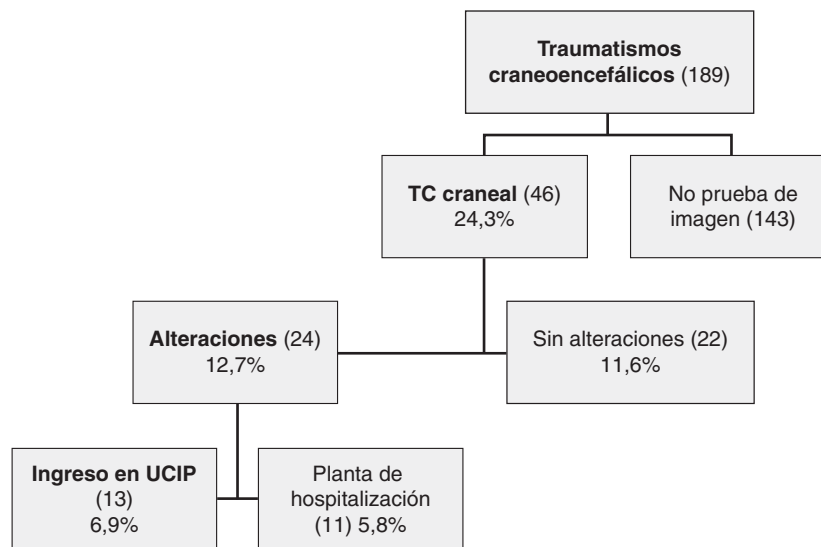 Traumatismos
craneoencefálicos (189)
TC craneal (46)
24,3%
No prueba de
imagen (143)
Alteraciones (24)
12,7%
Sin alteraciones (22)
11,6%
Ingreso en UCIP
(13)
6,9%
Planta de
hospitalización
(11) 5,8%